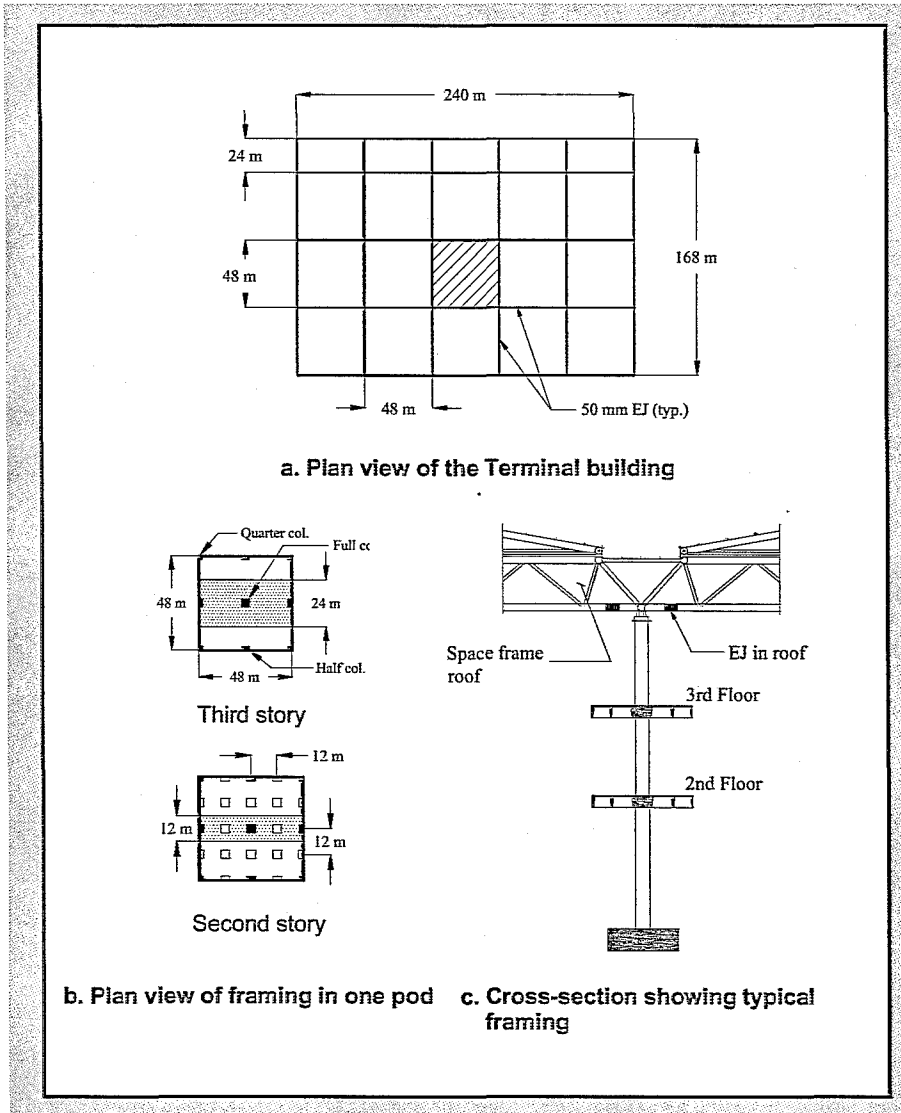 240 m
24 m
48 m
168 m
48 m
50 mm EJ (typ.)
a. Plan view of the Terminal building
Quarter col.
Full cc
48 m
24 m
Half col.
48 m
Third story
12 m
12 m
12 m
Second story
Space frame
roof
EJ in roof
3rd Floor
2nd Floor
b. Plan view of framing in one pod
c. Cross-section showing typical
framing